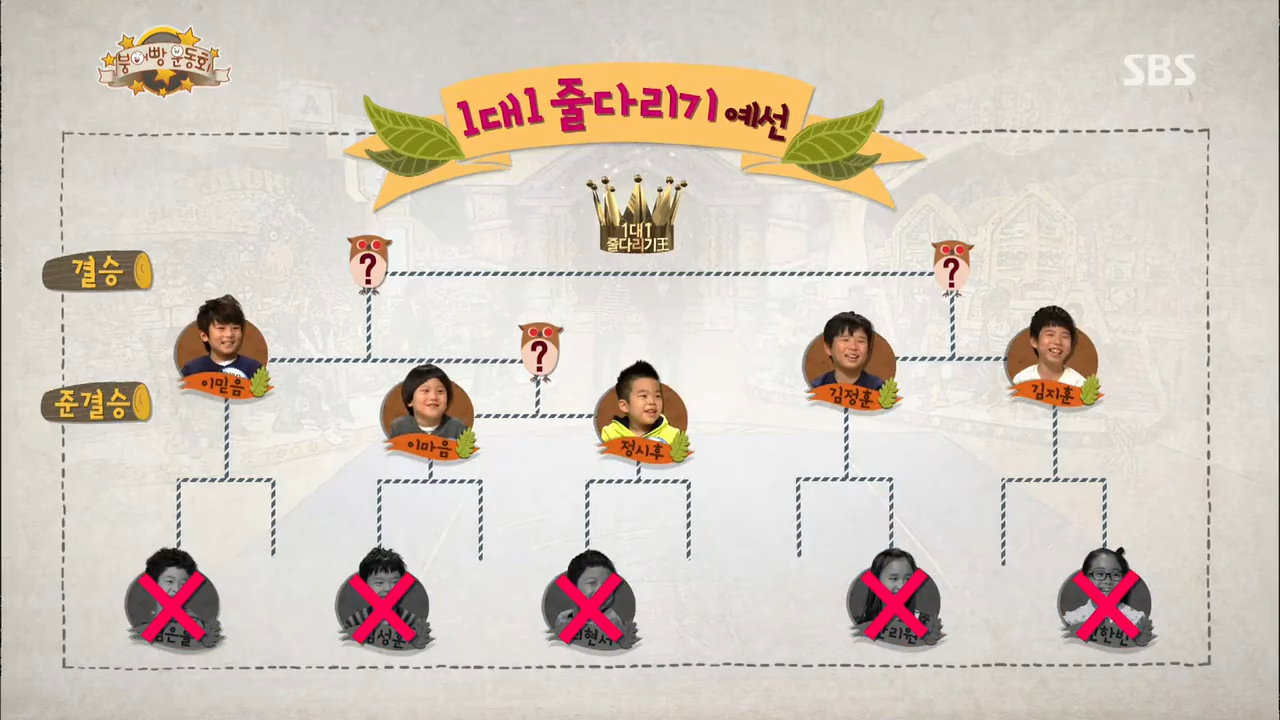 붕어빵 운동회
SBS
1대1 줄다리기 예선
1대1
줄다리기王
결승
?
?
?
이믿음
김정훈
김지훈
준결승
이마음
정시후